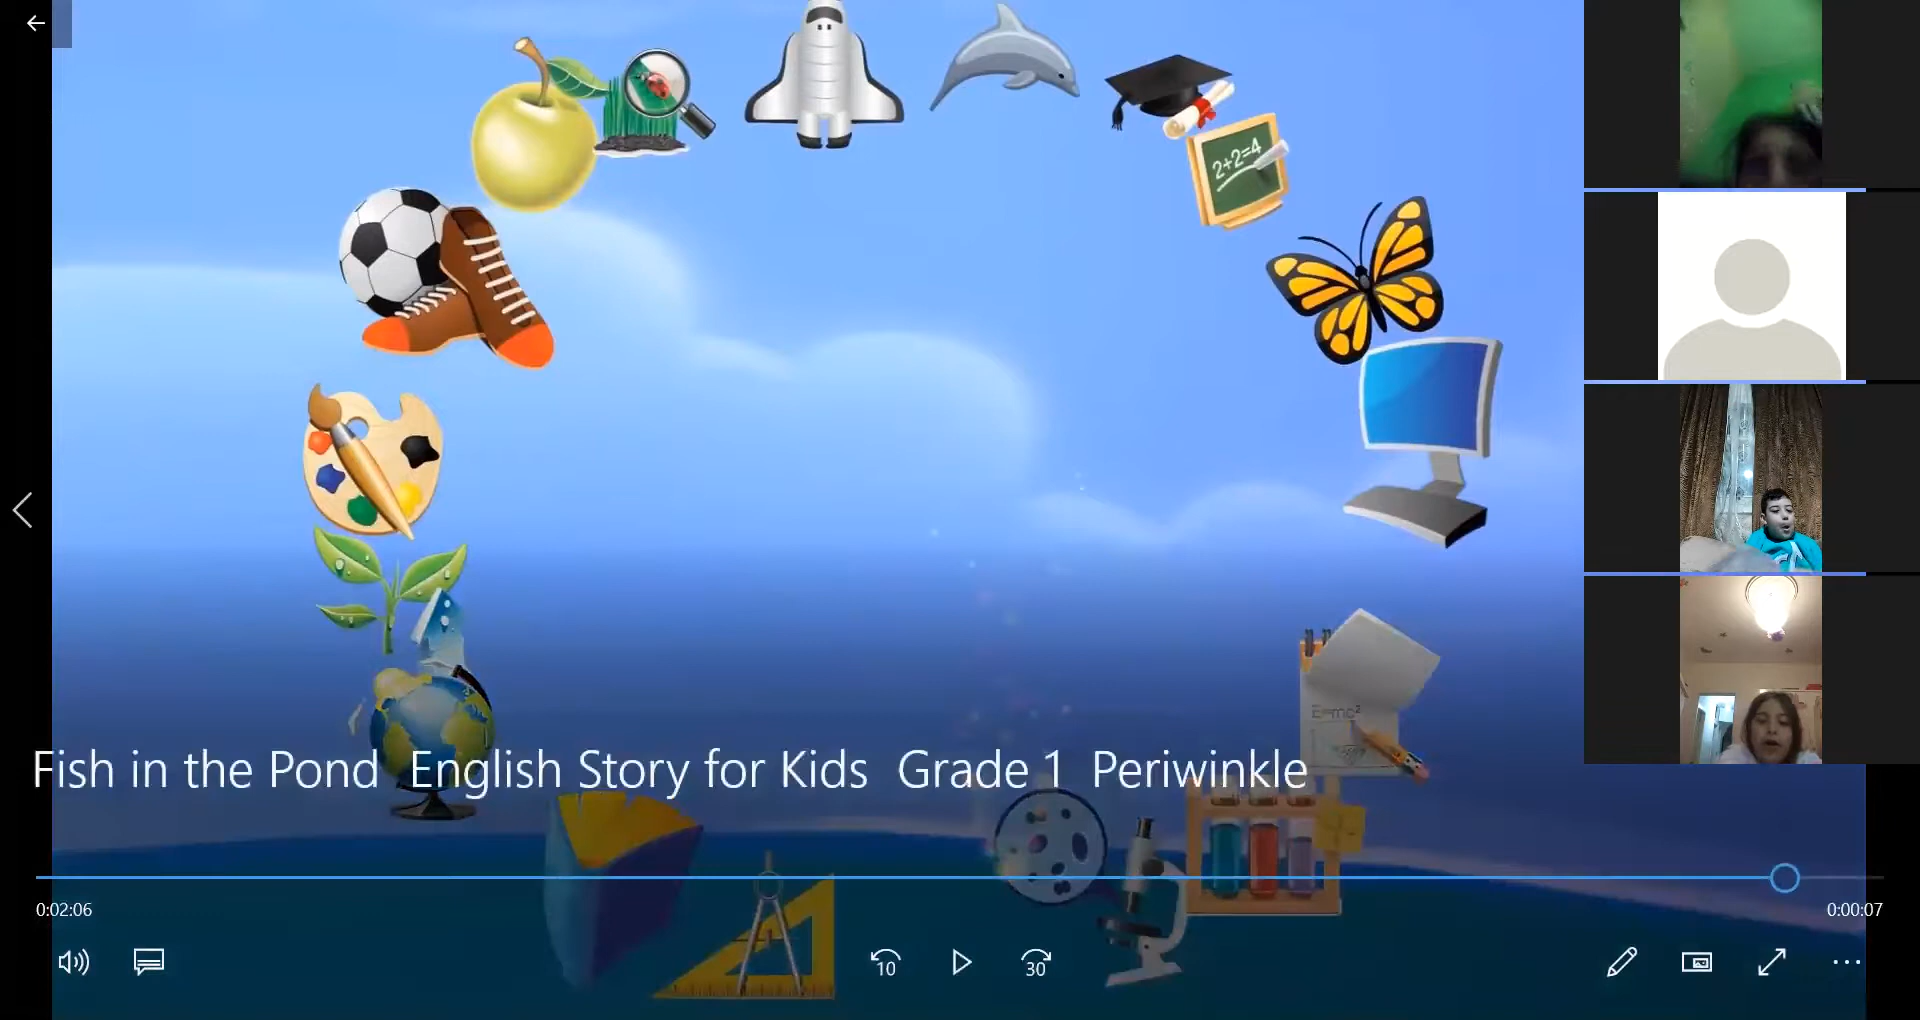 2+2=4
E=mc²
Fish in the Pond English Story for Kids Grade 1 Periwinkle
0:02:06
0:00:07
10
30